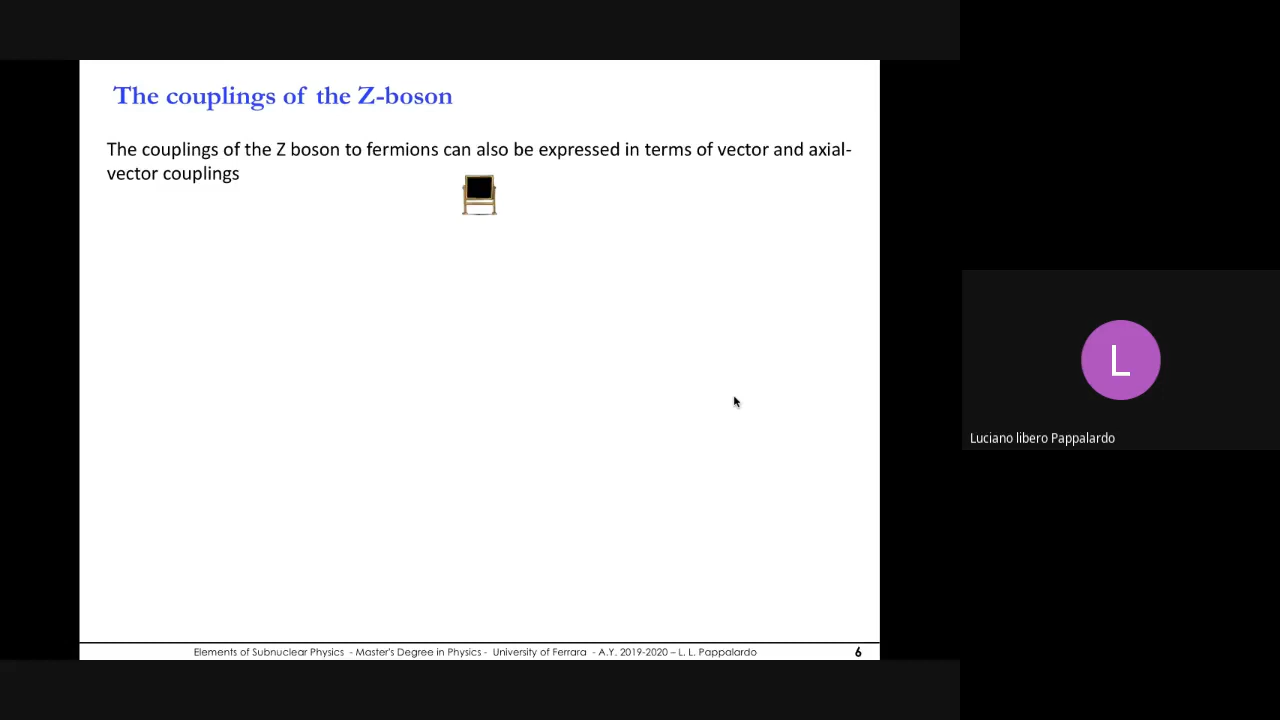 The couplings of the Z-boson
The couplings of the Z boson to fermions can also be expressed in terms of vector and axial-
vector couplings
L
Luciano libero Pappalardo
Elements of Subnuclear Physics - Master's Degree in Physics - University of Ferrara - A.Y. 2019-2020 – L. L. Pappalardo
6